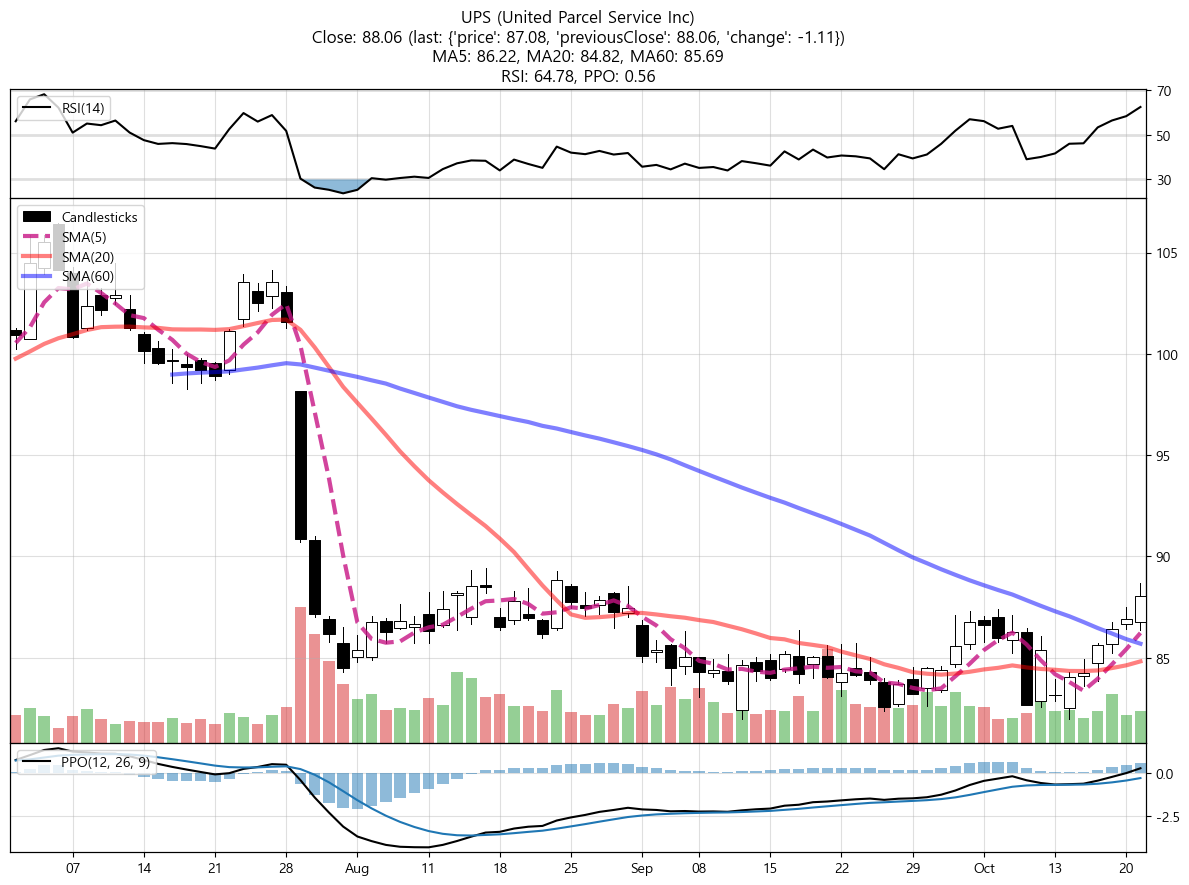 UPS (United Parcel Service Inc)
Close: 88.06 (last: {'price': 87.08, 'previousClose': 88.06, 'change': -1.11})
MA5: 86.22, MA20: 84.82, MA60: 85.69
RSI: 64.78, PPO: 0.56
RSI(14)
70
50
30
Candlesticks
SMA(5)
SMA(20)
SMA(60)
105
100
95
90
85
PPO(12, 26, 9)
0.0
-2.5
07 14 21 28 Aug 11 18 25 Sep 08 15 22 29 Oct 13 20